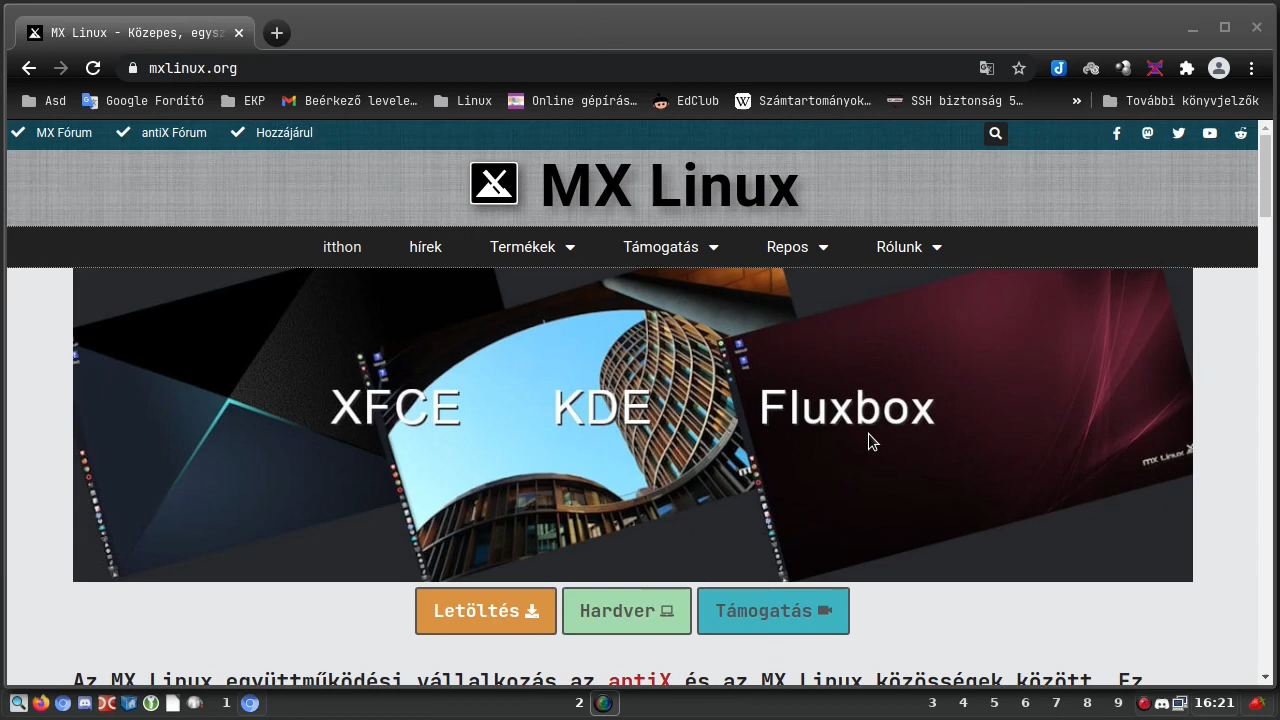 MX Linux - Közepes, egysz
mxlinux.org
Asd Google Fordító EKP Beérkező levele... Linux Online gépírás... EdClub Számtartományok... SSH biztonság 5... » További könyvjelzők
MX Fórum antiX Fórum Hozzájárul
MX Linux
itthon hírek Termékek Támogatás Repos Rólunk
XFCE KDE Fluxbox
MX Linux
Letöltés Hardver Támogatás
Az MX Linux együttműködési vállalkozás az antiX és az MX Linux közösségek között. Ez
1 2 3 4 5 6 7 8 9 16:21